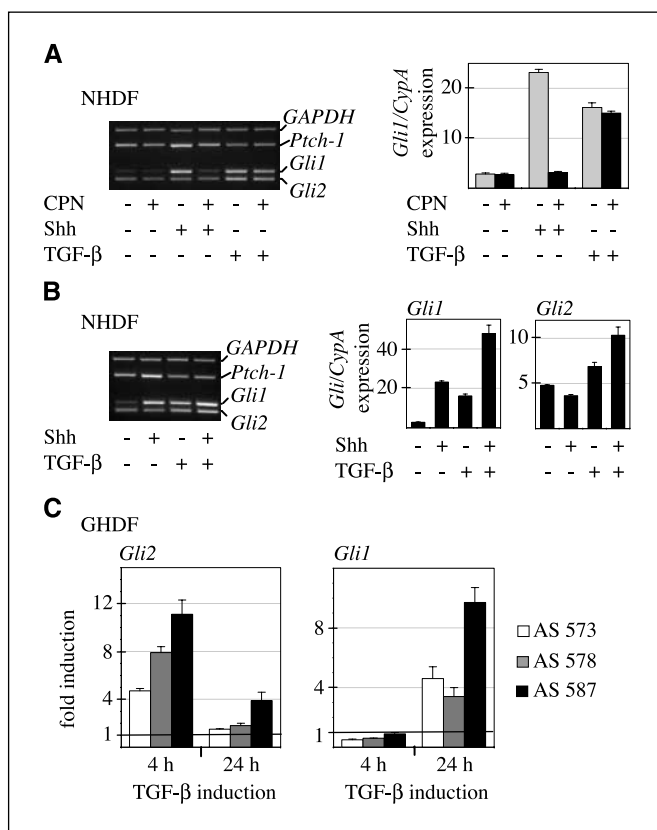 A
NHDF
GAPDH
Ptch-1
Gli1
Gli2
CPN - + - + - +
Shh - - + + - -
TGF-β - - - - + +
Gli1/CypA
expression
20
10
- + - + - +
- - + + - -
- - - - + +
B
NHDF
GAPDH
Ptch-1
Gli1
Gli2
Shh - + - +
TGF-β - - + +
Gli1 Gli2
Gli/CypA
expression
40
20
10
5
Shh - + - + - + - +
TGF-β - - + + - - + +
C
GHDF
Gli2 Gli1
fold induction
12
8
4
1
8
4
1
4 h 24 h 4 h 24 h
TGF-β induction TGF-β induction
AS 573
AS 578
AS 587